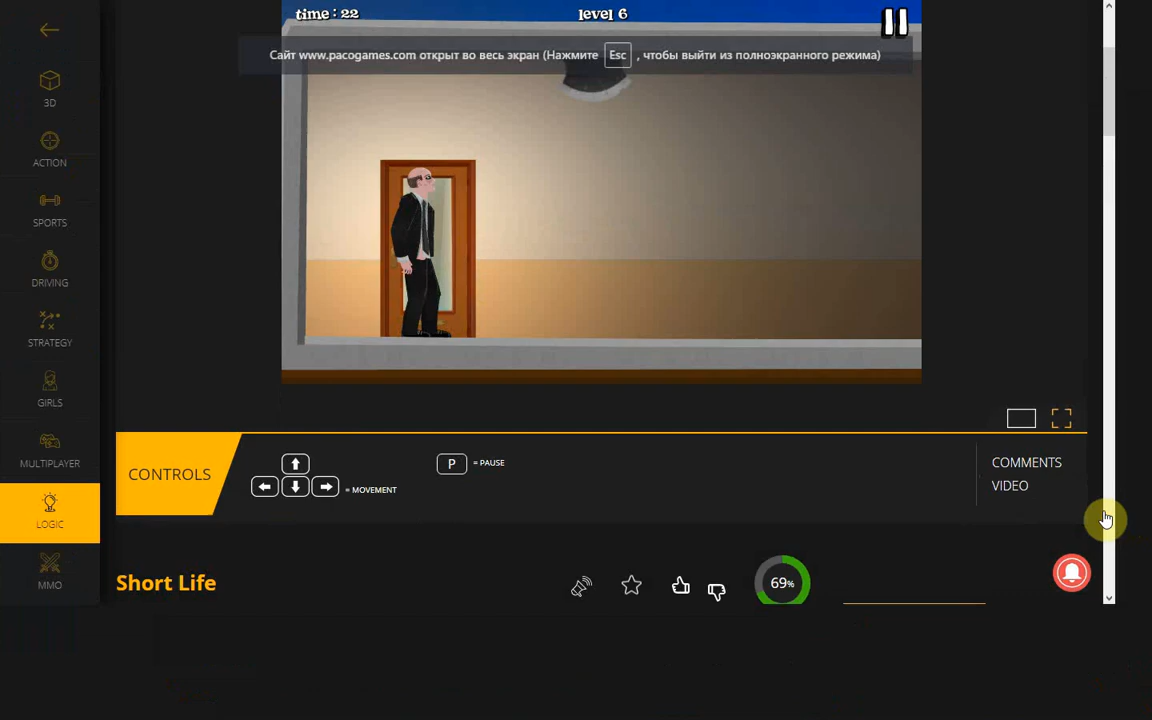 time : 22
level 6
Сайт www.pacogames.com открыт во весь экран (Нажмите Esc , чтобы выйти из полноэкранного режима)
3D
ACTION
SPORTS
DRIVING
STRATEGY
GIRLS
MULTIPLAYER
LOGIC
MMO
CONTROLS
= MOVEMENT
P = PAUSE
COMMENTS
VIDEO
Short Life
69%